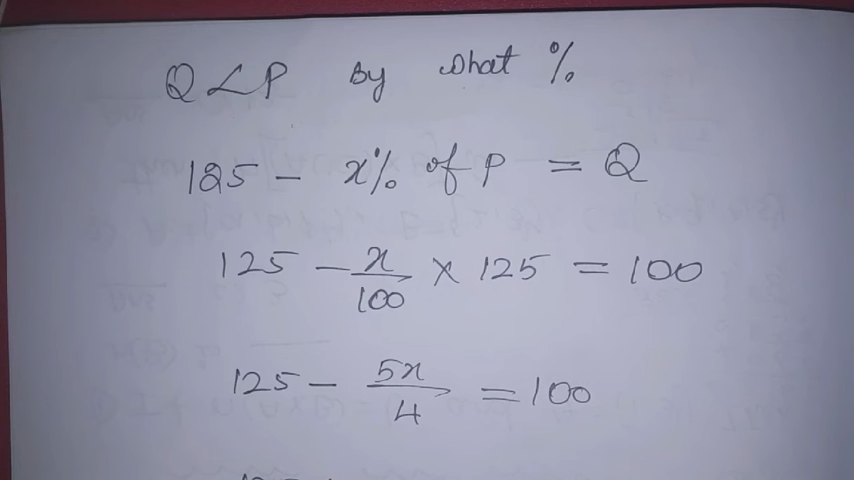 Q < P By what %
125 - x% of P = Q
125 - x/100 × 125 = 100
125 - 5x/4 = 100